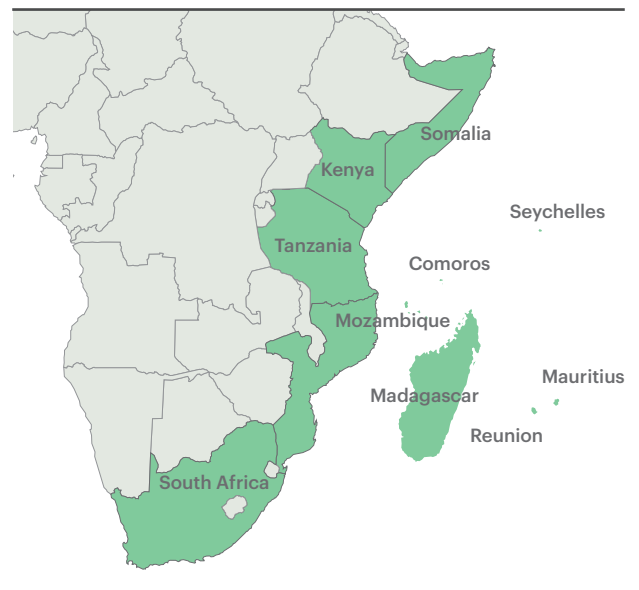 Somalia
Kenya
Seychelles
Tanzania
Comoros
Mozambique
Mauritius
Madagascar
Reunion
South Africa